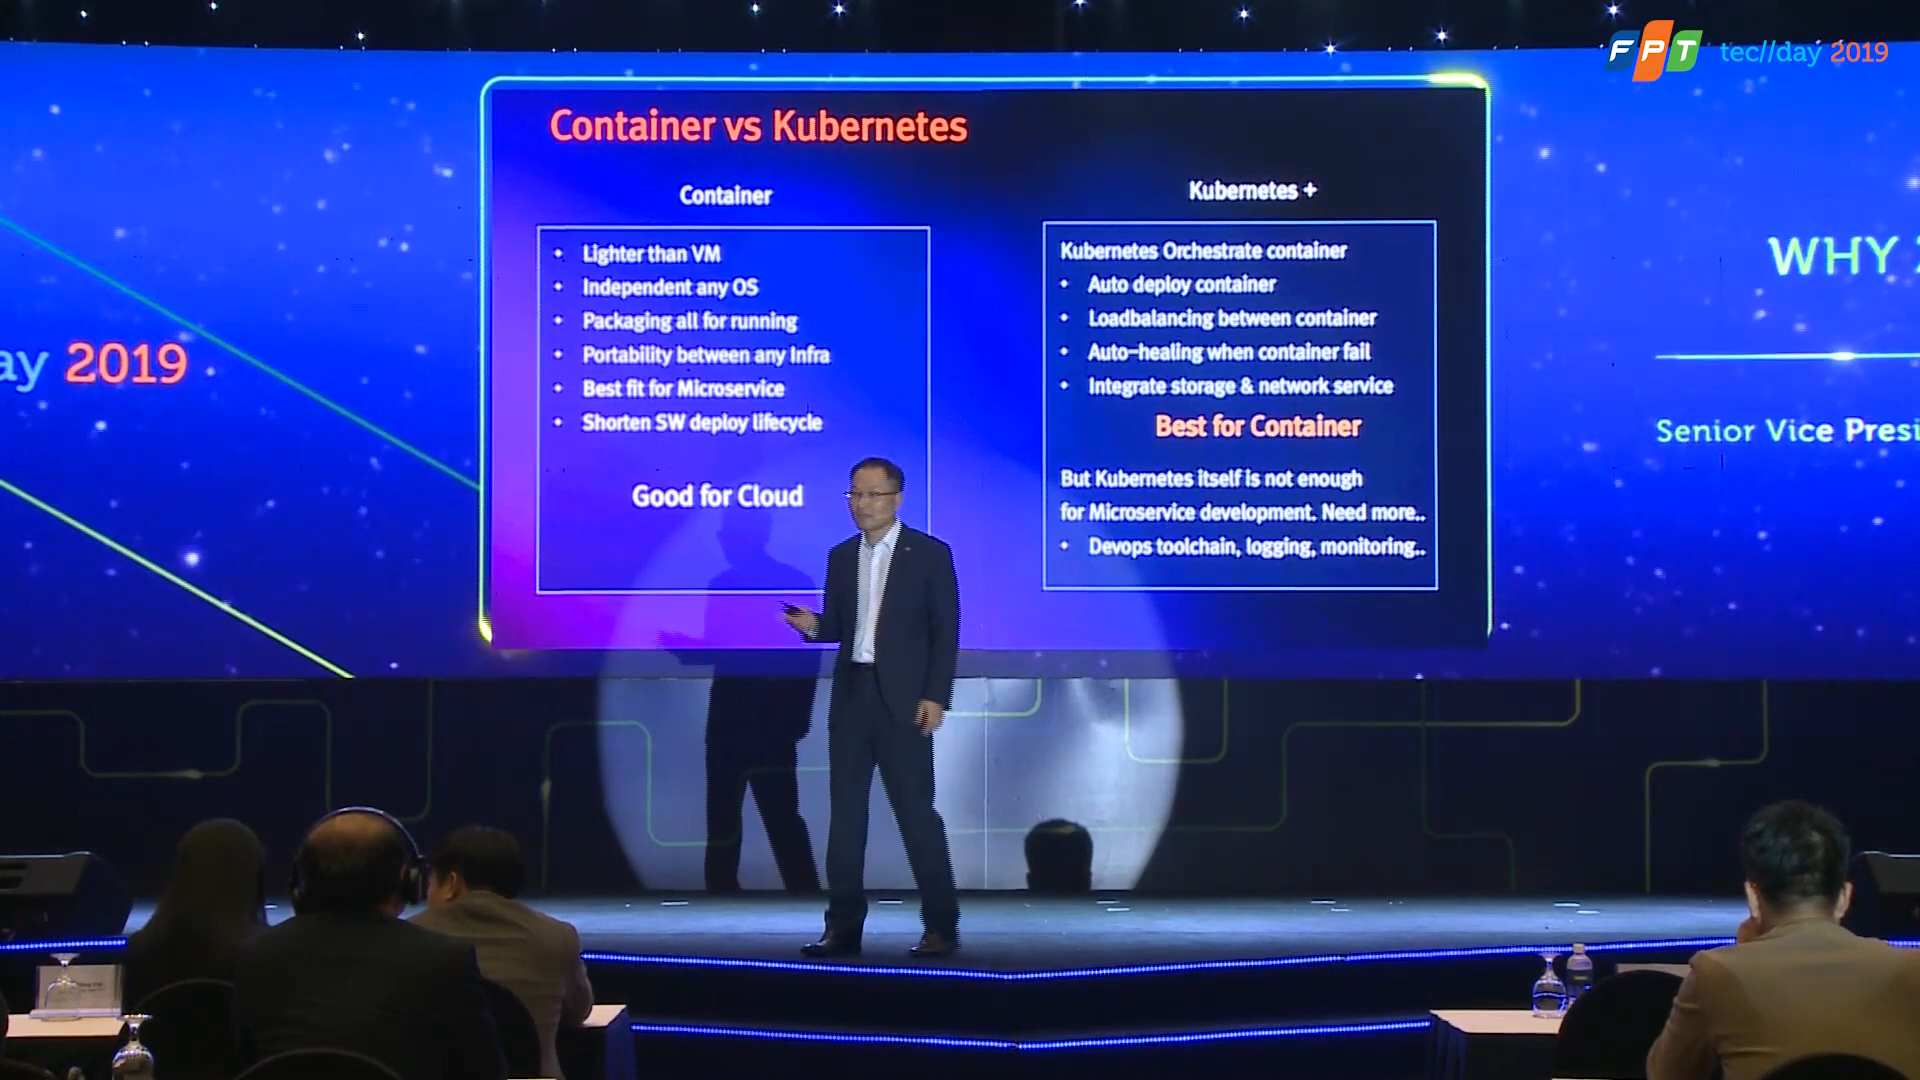 FPT tec//day 2019
Container vs Kubernetes
Container
• Lighter than VM
• Independent any OS
• Packaging all for running
• Portability between any Infra
• Best fit for Microservice
• Shorten SW deploy lifecycle
Good for Cloud
Kubernetes +
Kubernetes Orchestrate container
• Auto deploy container
• Loadbalancing between container
• Auto-healing when container fail
• Integrate storage & network service
Best for Container
But Kubernetes itself is not enough
for Microservice development. Need more..
• Devops toolchain, logging, monitoring..
ay 2019
WHY
Senior Vice Presi